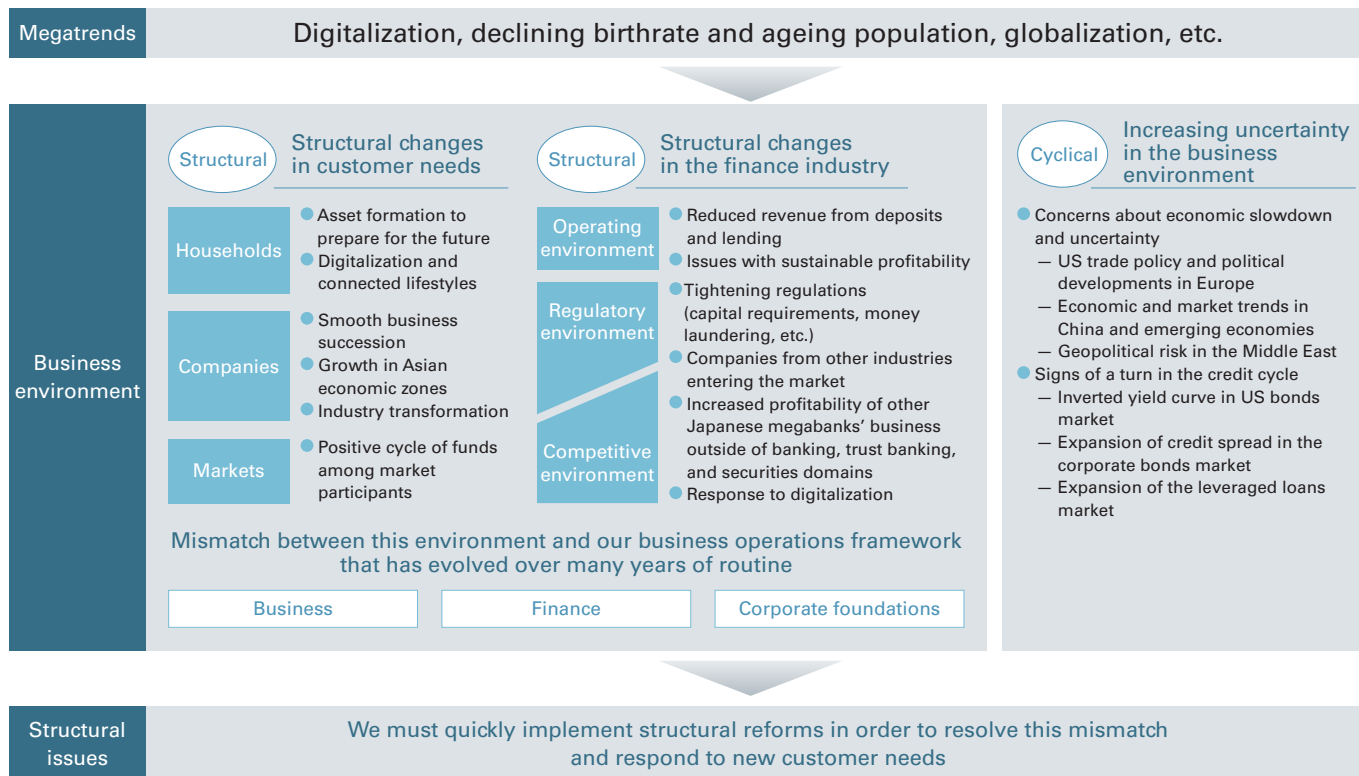 Megatrends
Digitalization, declining birthrate and ageing population, globalization, etc.
Business
environment
Structural
Structural changes
in customer needs
Households
● Asset formation to
prepare for the future
● Digitalization and
connected lifestyles
Companies
● Smooth business
succession
● Growth in Asian
economic zones
● Industry transformation
Markets
● Positive cycle of funds
among market
participants
Structural
Structural changes
in the finance industry
Operating
environment
● Reduced revenue from deposits
and lending
● Issues with sustainable profitability
Regulatory
environment
Competitive
environment
● Tightening regulations
(capital requirements, money
laundering, etc.)
● Companies from other industries
entering the market
● Increased profitability of other
Japanese megabanks’ business
outside of banking, trust banking,
and securities domains
● Response to digitalization
Mismatch between this environment and our business operations framework
that has evolved over many years of routine
Business
Finance
Corporate foundations
Cyclical
Increasing uncertainty
in the business
environment
● Concerns about economic slowdown
and uncertainty
— US trade policy and political
developments in Europe
— Economic and market trends in
China and emerging economies
— Geopolitical risk in the Middle East
● Signs of a turn in the credit cycle
— Inverted yield curve in US bonds
market
— Expansion of credit spread in the
corporate bonds market
— Expansion of the leveraged loans
market
Structural
issues
We must quickly implement structural reforms in order to resolve this mismatch
and respond to new customer needs